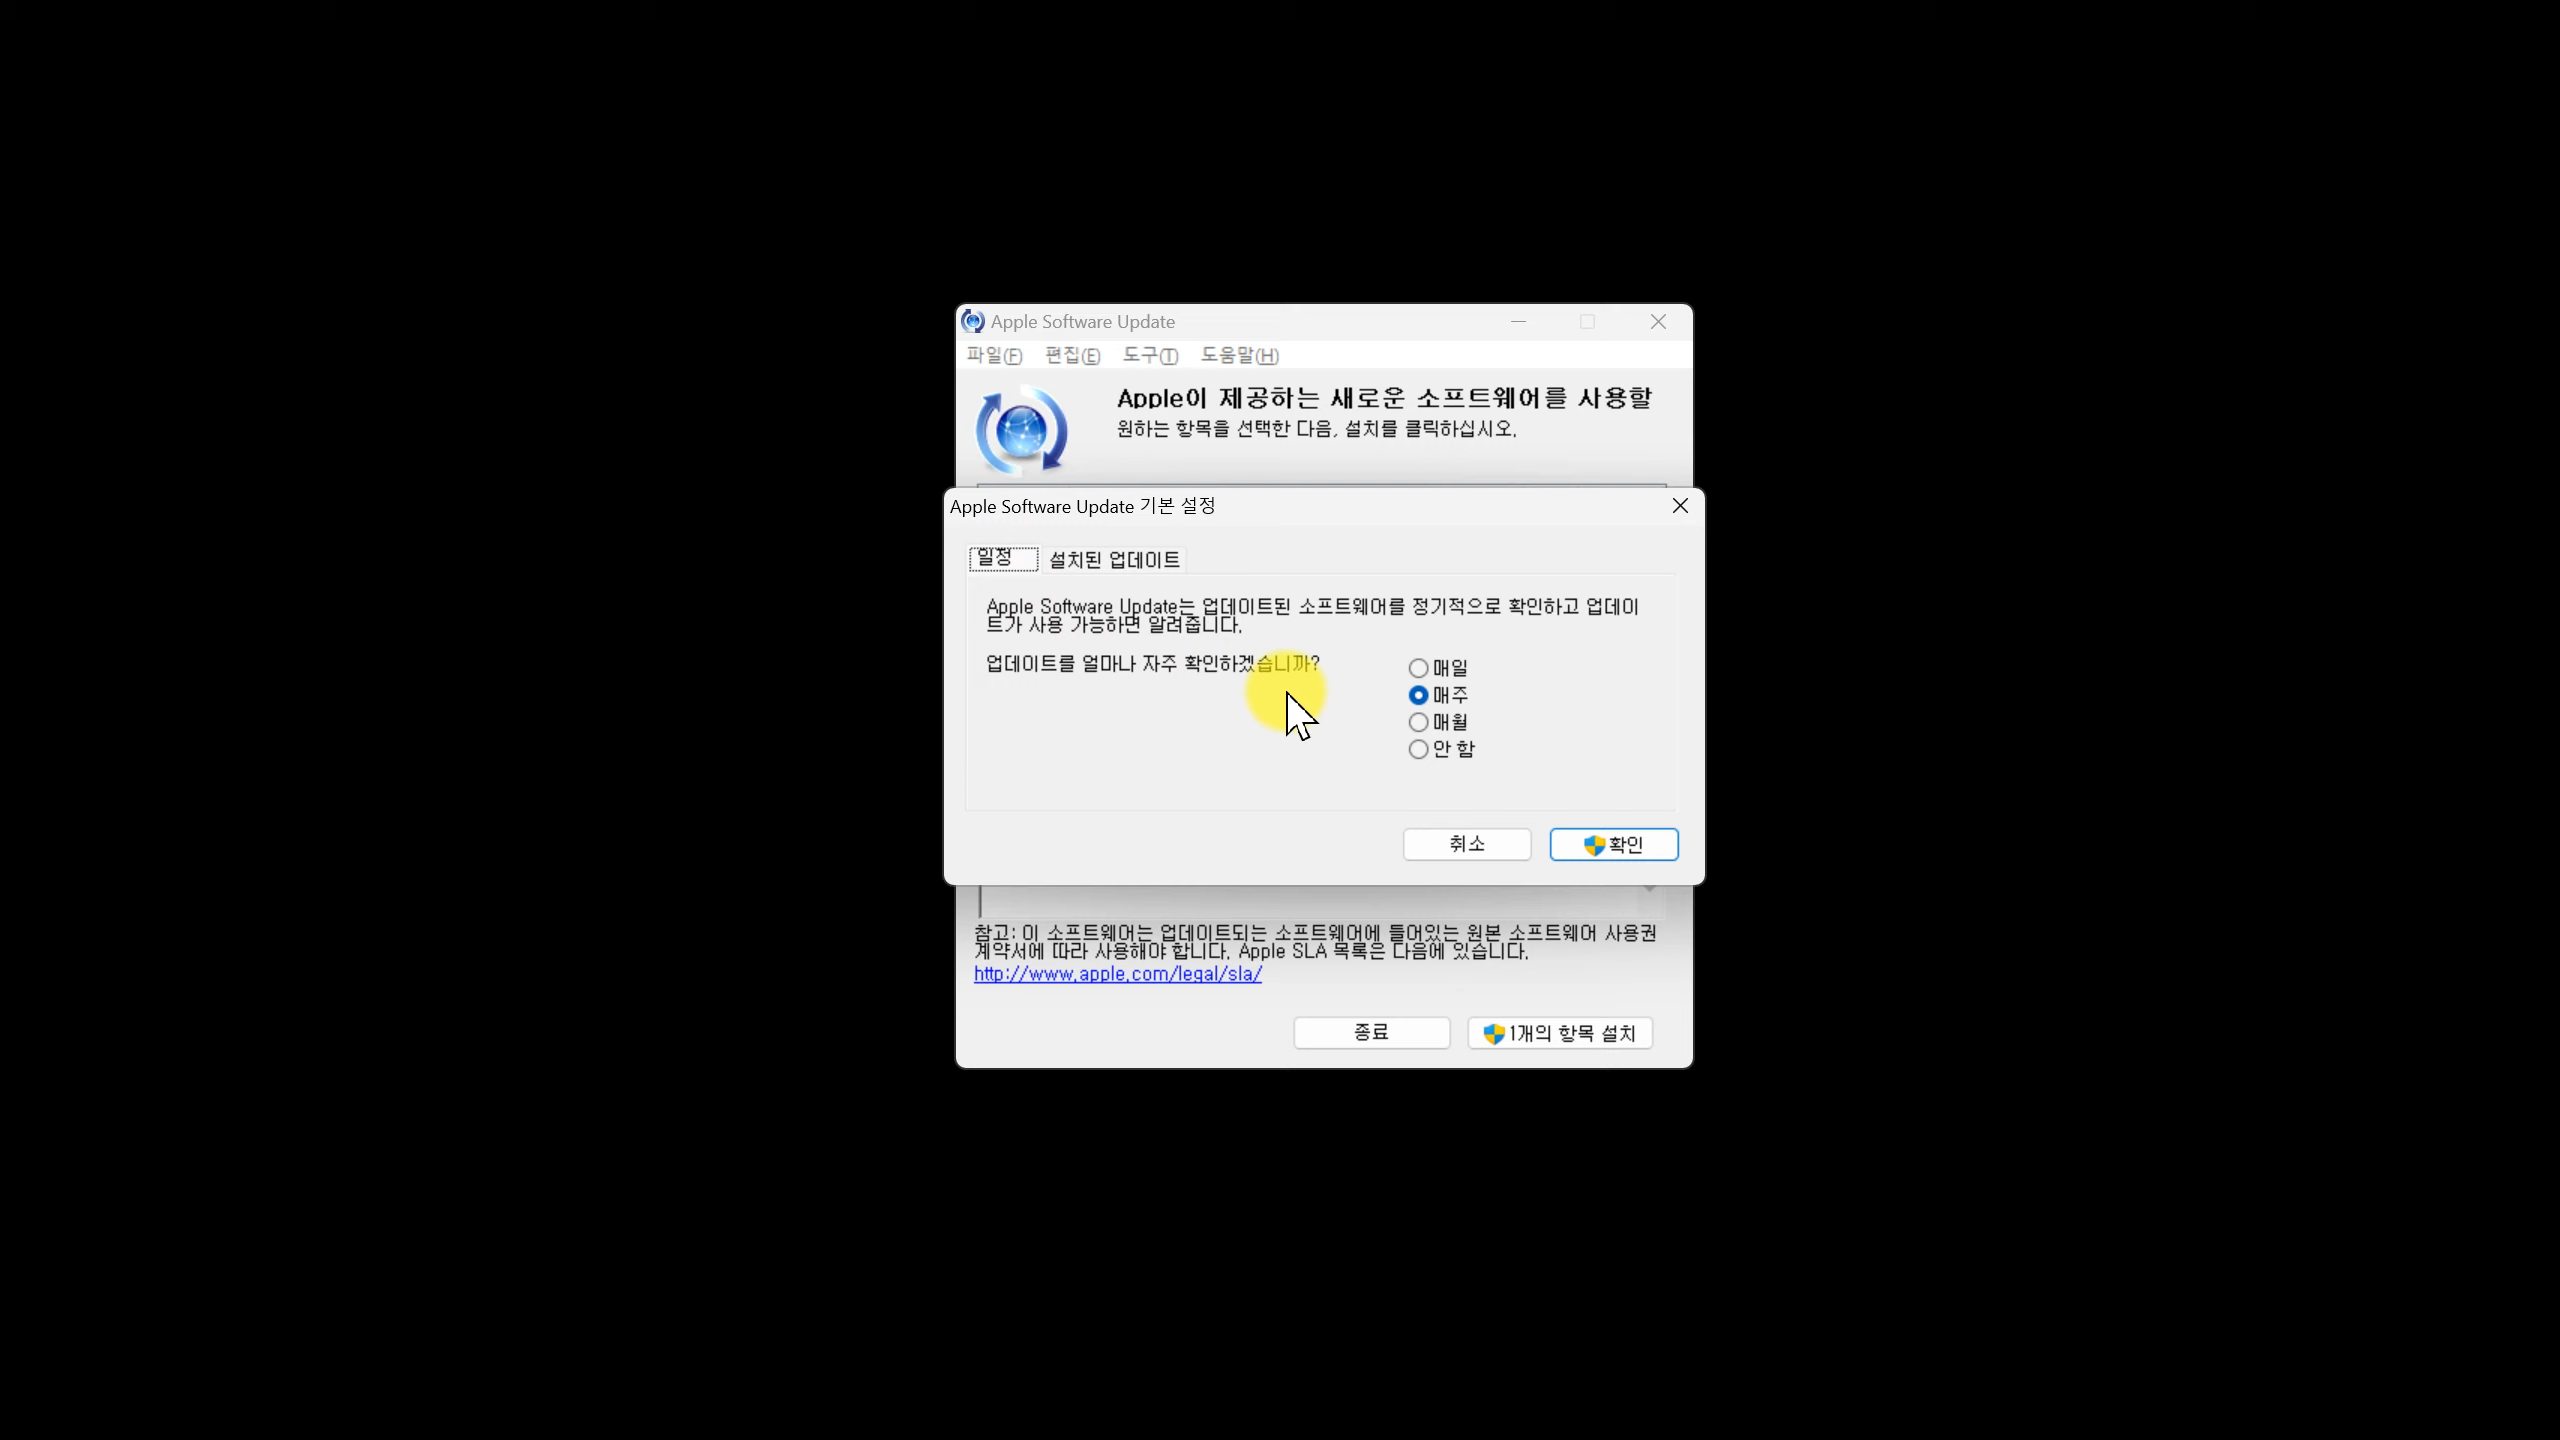 Apple Software Update
파일(F) 편집(E) 도구(T) 도움말(H)
Apple이 제공하는 새로운 소프트웨어를 사용할
원하는 항목을 선택한 다음, 설치를 클릭하십시오.
Apple Software Update 기본 설정
일정 설치된 업데이트
Apple Software Update는 업데이트된 소프트웨어를 정기적으로 확인하고 업데이
트가 사용 가능하면 알려줍니다.
업데이트를 얼마나 자주 확인하겠습니까?
매일
매주
매월
안 함
취소 확인
참고: 이 소프트웨어는 업데이트되는 소프트웨어에 들어있는 원본 소프트웨어 사용권
계약서에 따라 사용해야 합니다. Apple SLA 목록은 다음에 있습니다.
http://www.apple.com/legal/sla/
종료 1개의 항목 설치